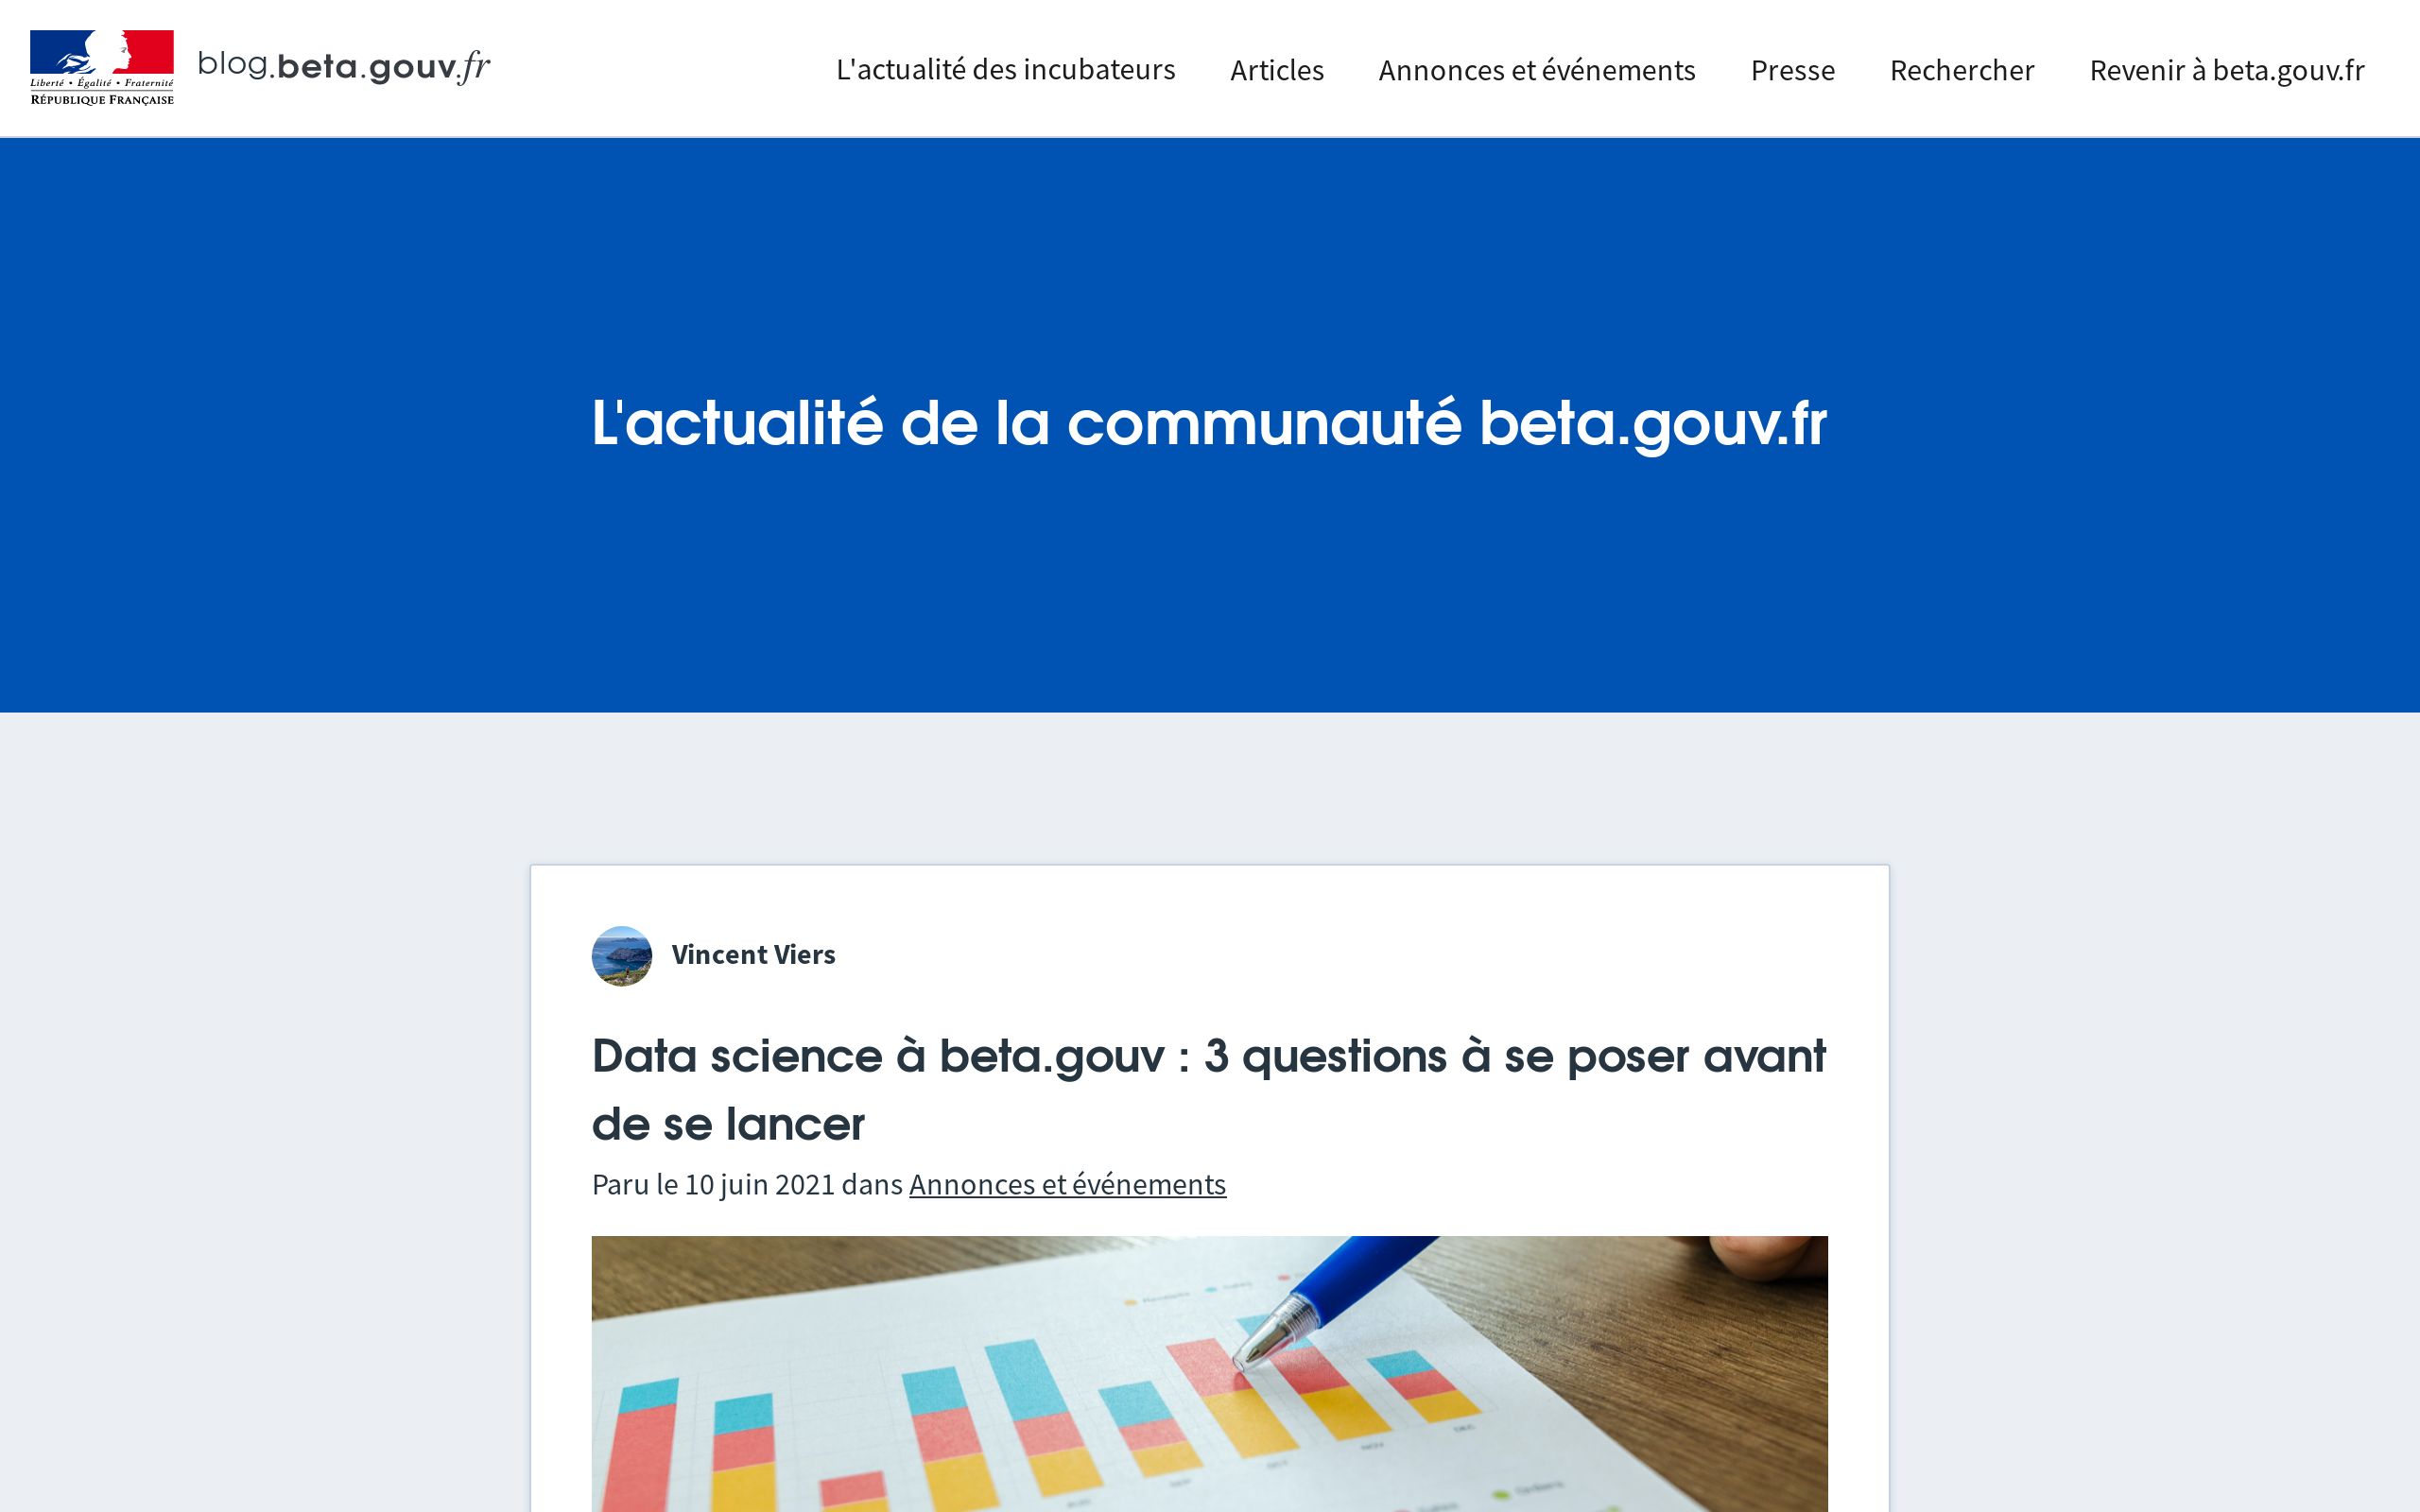 Liberté • Égalité • Fraternité
RÉPUBLIQUE FRANÇAISE
blog.beta.gouv.fr
L'actualité des incubateurs
Articles
Annonces et événements
Presse
Rechercher
Revenir à beta.gouv.fr
L'actualité de la communauté beta.gouv.fr
Vincent Viers
Data science à beta.gouv : 3 questions à se poser avant
de se lancer
Paru le 10 juin 2021 dans Annonces et événements
NOV
DEC